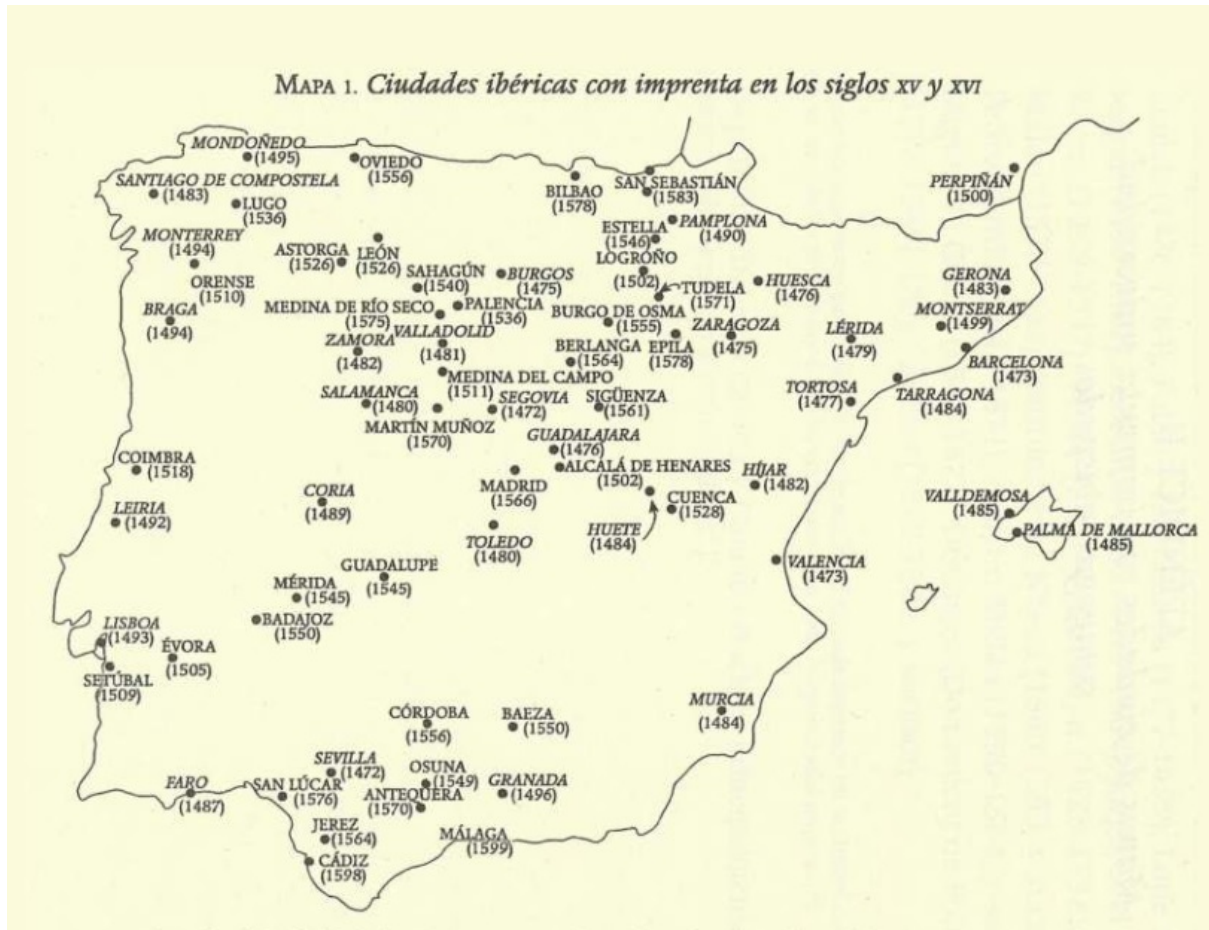 MAPA 1. Ciudades ibéricas con imprenta en los siglos XV y XVI
MONDOÑEDO
(1495)
OVIEDO
(1556)
SANTIAGO DE COMPOSTELA
(1483)
LUGO
(1536)
BILBAO
(1578)
SAN SEBASTIÁN
(1583)
PERPIÑÁN
(1500)
MONTERREY
(1494)
ORENSE
(1510)
ASTORGA
(1526)
LEÓN
(1526)
ESTELLA
(1546)
PAMPLONA
(1490)
LOGROÑO
(1502)
SAHAGÚN
(1540)
BURGOS
(1475)
TUDELA
(1571)
HUESCA
(1476)
GERONA
(1483)
BRAGA
(1494)
MEDINA DE RÍO SECO
(1575)
PALENCIA
(1536)
BURGO DE OSMA
(1555)
ZARAGOZA
(1475)
MONTSERRAT
(1499)
VALLADOLID
(1481)
ZAMORA
(1482)
BERLANGA
(1564)
EPILA
(1578)
LÉRIDA
(1479)
BARCELONA
(1473)
MEDINA DEL CAMPO
(1511)
SALAMANCA
(1480)
SEGOVIA
(1472)
SIGÜENZA
(1561)
TORTOSA
(1477)
TARRAGONA
(1484)
MARTÍN MUÑOZ
(1570)
GUADALAJARA
(1476)
COIMBRA
(1518)
ALCALÁ DE HENARES
(1502)
MADRID
(1566)
HÍJAR
(1482)
CORIA
(1489)
CUENCA
(1528)
LEIRIA
(1492)
HUETE
(1484)
VALLDEMOSA
(1485)
PALMA DE MALLORCA
(1485)
TOLEDO
(1480)
GUADALUPE
(1545)
VALENCIA
(1473)
MÉRIDA
(1545)
BADAJOZ
(1550)
LISBOA
(1493)
ÉVORA
(1505)
SETÚBAL
(1509)
MURCIA
(1484)
CÓRDOBA
(1556)
BAEZA
(1550)
SEVILLA
(1472)
OSUNA
(1549)
GRANADA
(1496)
FARO
(1487)
SAN LÚCAR
(1576)
ANTEQUERA
(1570)
JEREZ
(1564)
MÁLAGA
(1599)
CÁDIZ
(1598)